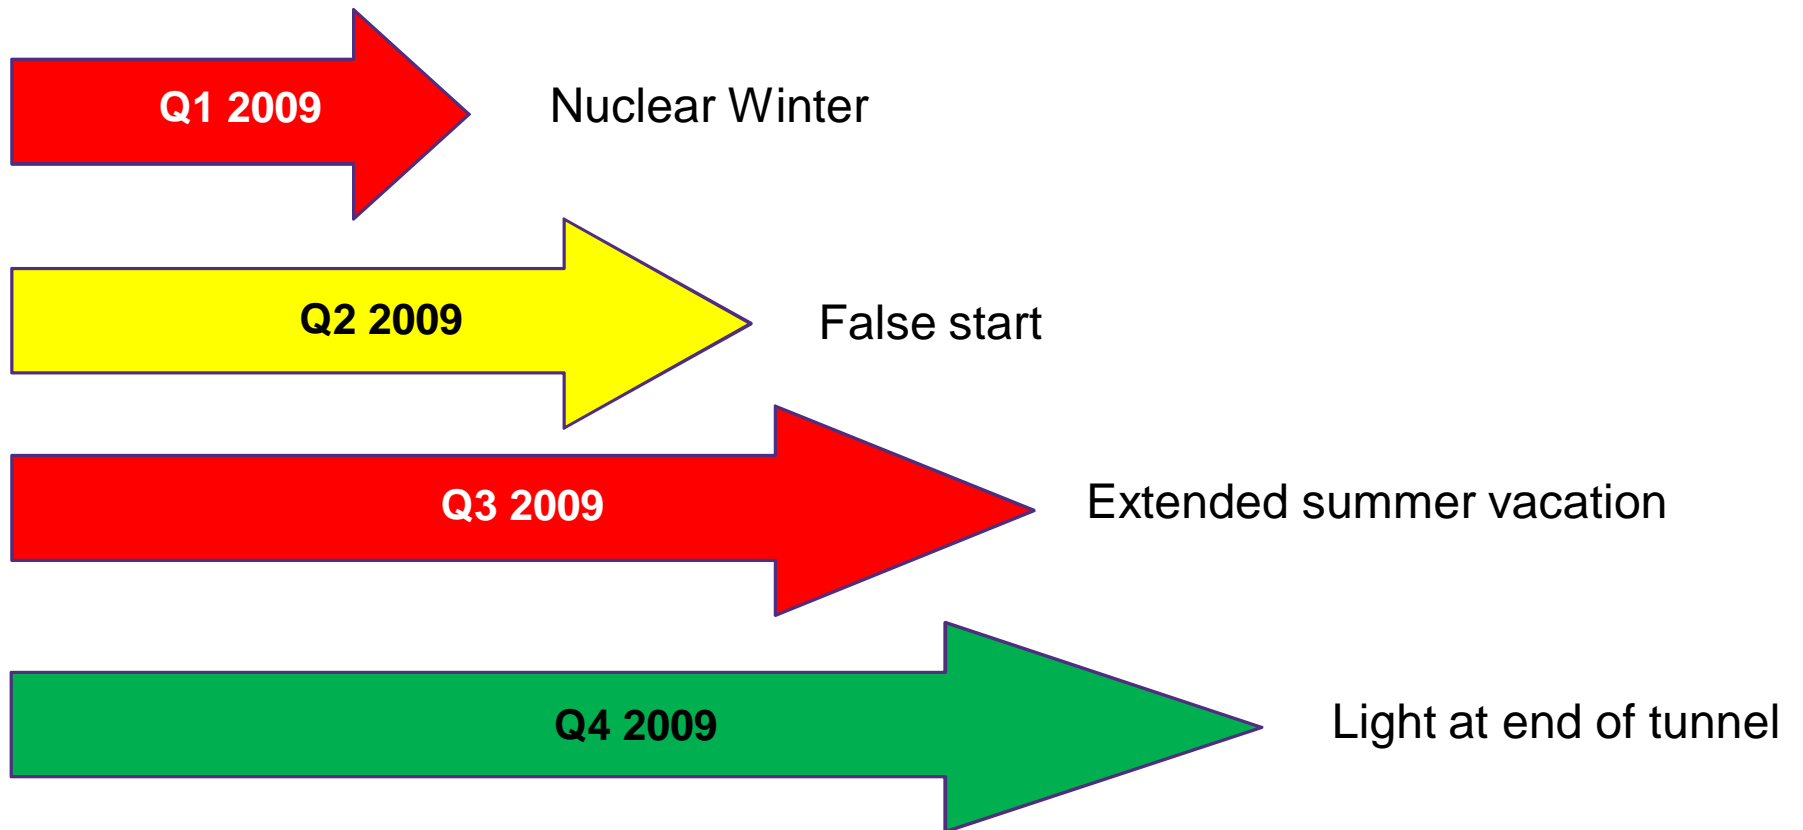 Q1 2009 Nuclear Winter
Q2 2009 False start
Q3 2009 Extended summer vacation
Q4 2009 Light at end of tunnel